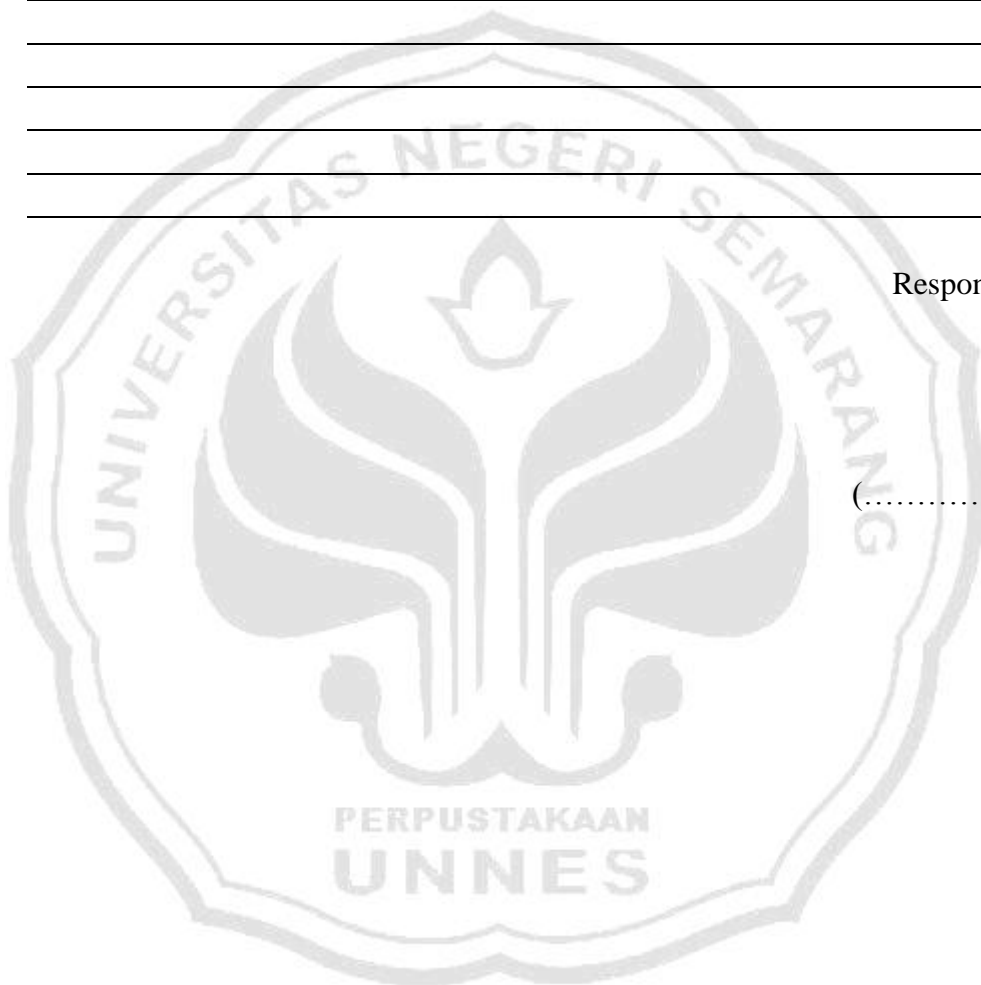 UNIVERSITAS NEGERI SEMARANG
Respon
(............
PERPUSTAKAAN
UNNES